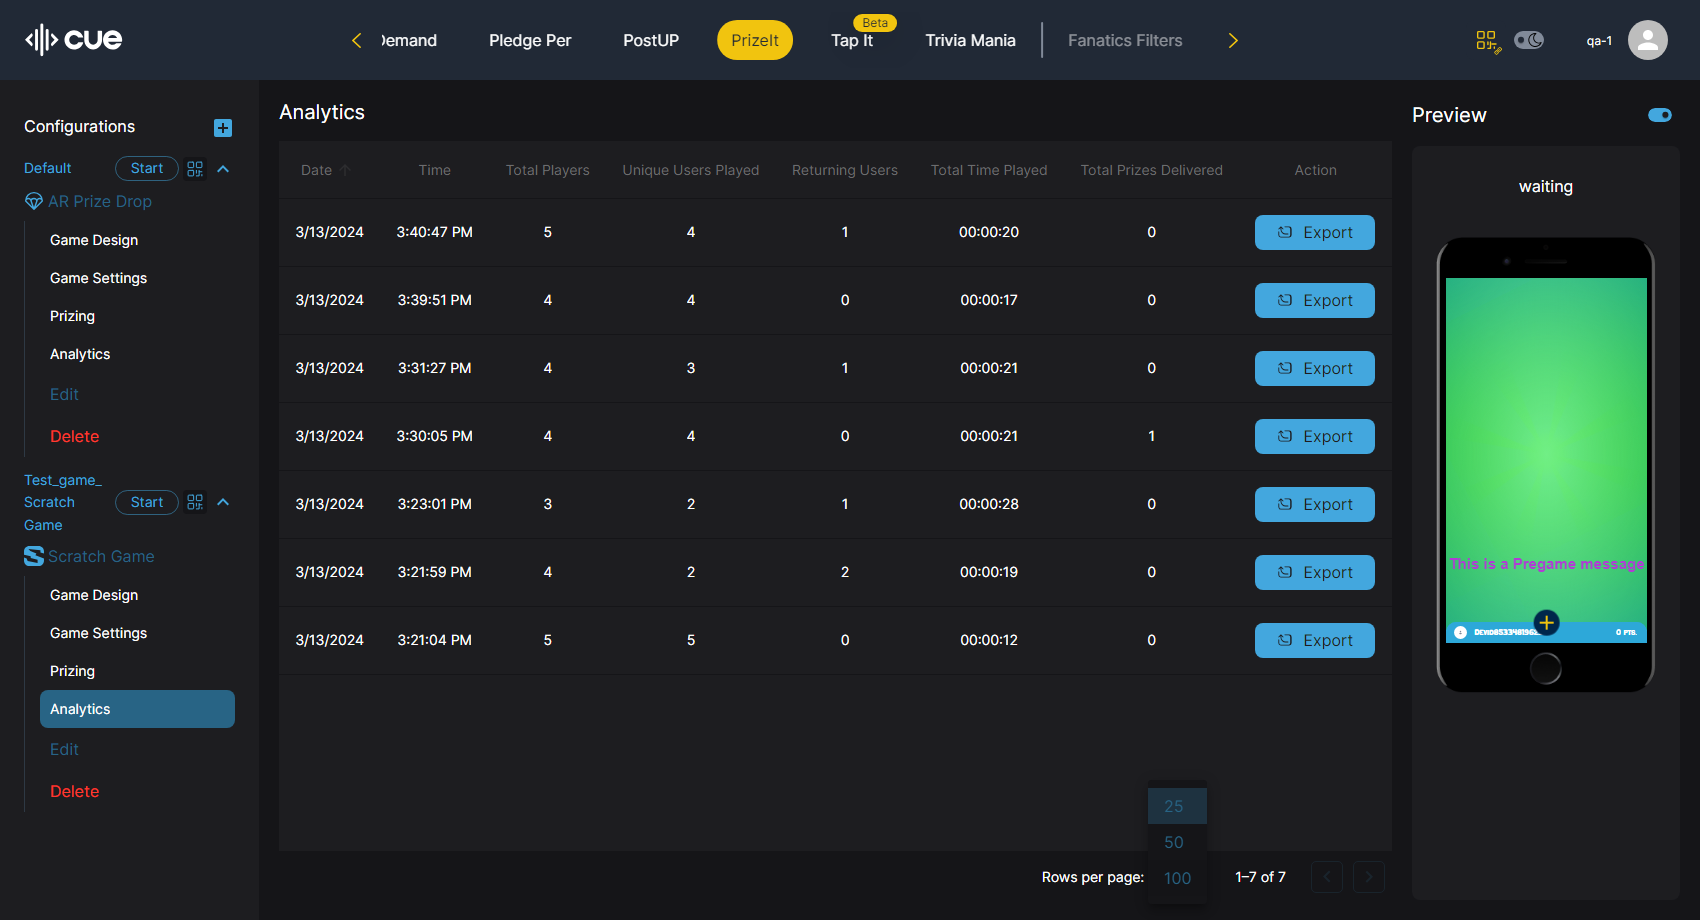 cue
Demand
Pledge Per
PostUP
PrizeIt
Beta
Tap It
Trivia Mania
Fanatics Filters
qa-1
Configurations
Default
Start
AR Prize Drop
Game Design
Game Settings
Prizing
Analytics
Edit
Delete
Test_game_
Scratch
Game
Start
Scratch Game
Game Design
Game Settings
Prizing
Analytics
Edit
Delete
Analytics
Date Time Total Players Unique Users Played Returning Users Total Time Played Total Prizes Delivered Action
3/13/2024 3:40:47 PM 5 4 1 00:00:20 0 Export
3/13/2024 3:39:51 PM 4 4 0 00:00:17 0 Export
3/13/2024 3:31:27 PM 4 3 1 00:00:21 0 Export
3/13/2024 3:30:05 PM 4 4 0 00:00:21 1 Export
3/13/2024 3:23:01 PM 3 2 1 00:00:28 0 Export
3/13/2024 3:21:59 PM 4 2 2 00:00:19 0 Export
3/13/2024 3:21:04 PM 5 5 0 00:00:12 0 Export
25
50
100
Rows per page:
1–7 of 7
Preview
waiting
This is a Pregame message
0 PTS.